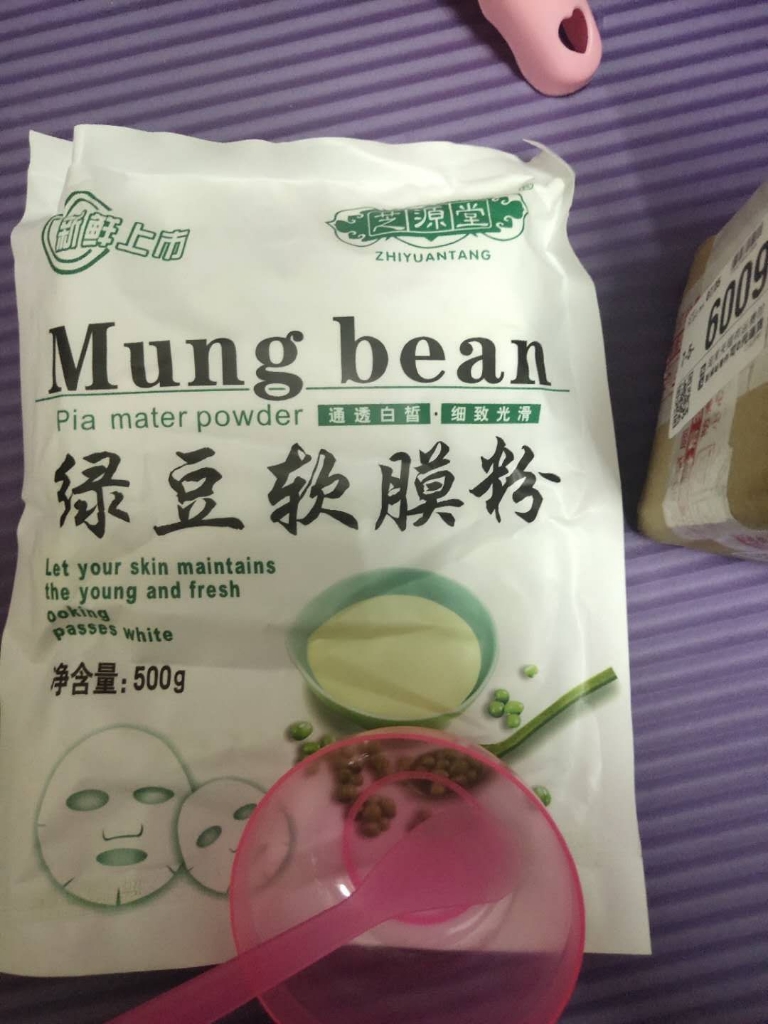 新鲜上市
芝源堂
®
ZHIYUANTANG
Mung bean
Pia mater powder 通透白皙·细致光滑
绿豆软膜粉
Let your skin maintains
the young and fresh
ooking
passes white
净含量:500g
6009